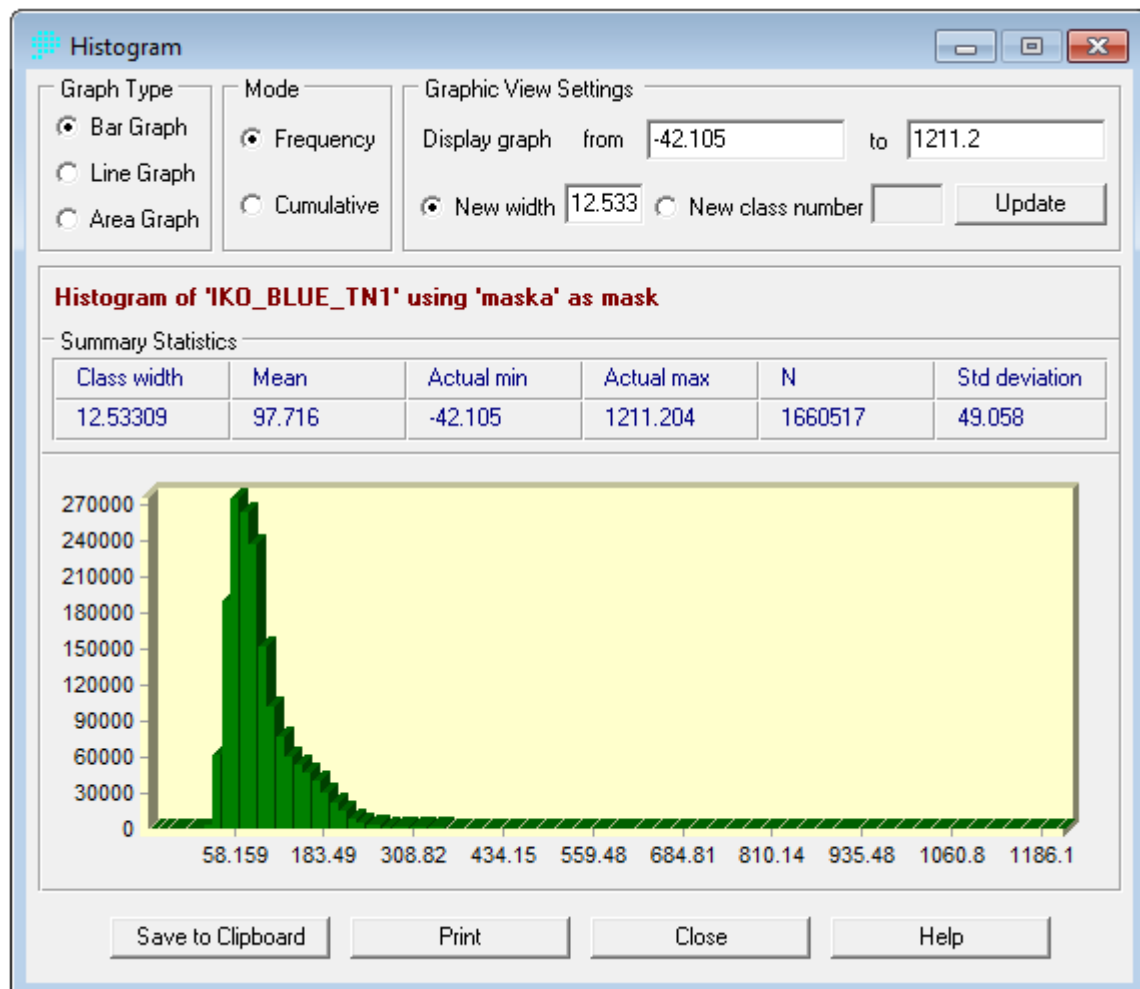 Histogram
Graph Type
Bar Graph
Line Graph
Area Graph
Mode
Frequency
Cumulative
Graphic View Settings
Display graph from -42.105 to 1211.2
New width 12.533 New class number Update
Histogram of 'IKO_BLUE_TN1' using 'maska' as mask
Summary Statistics
Class width Mean Actual min Actual max N Std deviation
12.53309 97.716 -42.105 1211.204 1660517 49.058
270000
240000
210000
180000
150000
120000
90000
60000
30000
0
58.159 183.49 308.82 434.15 559.48 684.81 810.14 935.48 1060.8 1186.1
Save to Clipboard Print Close Help